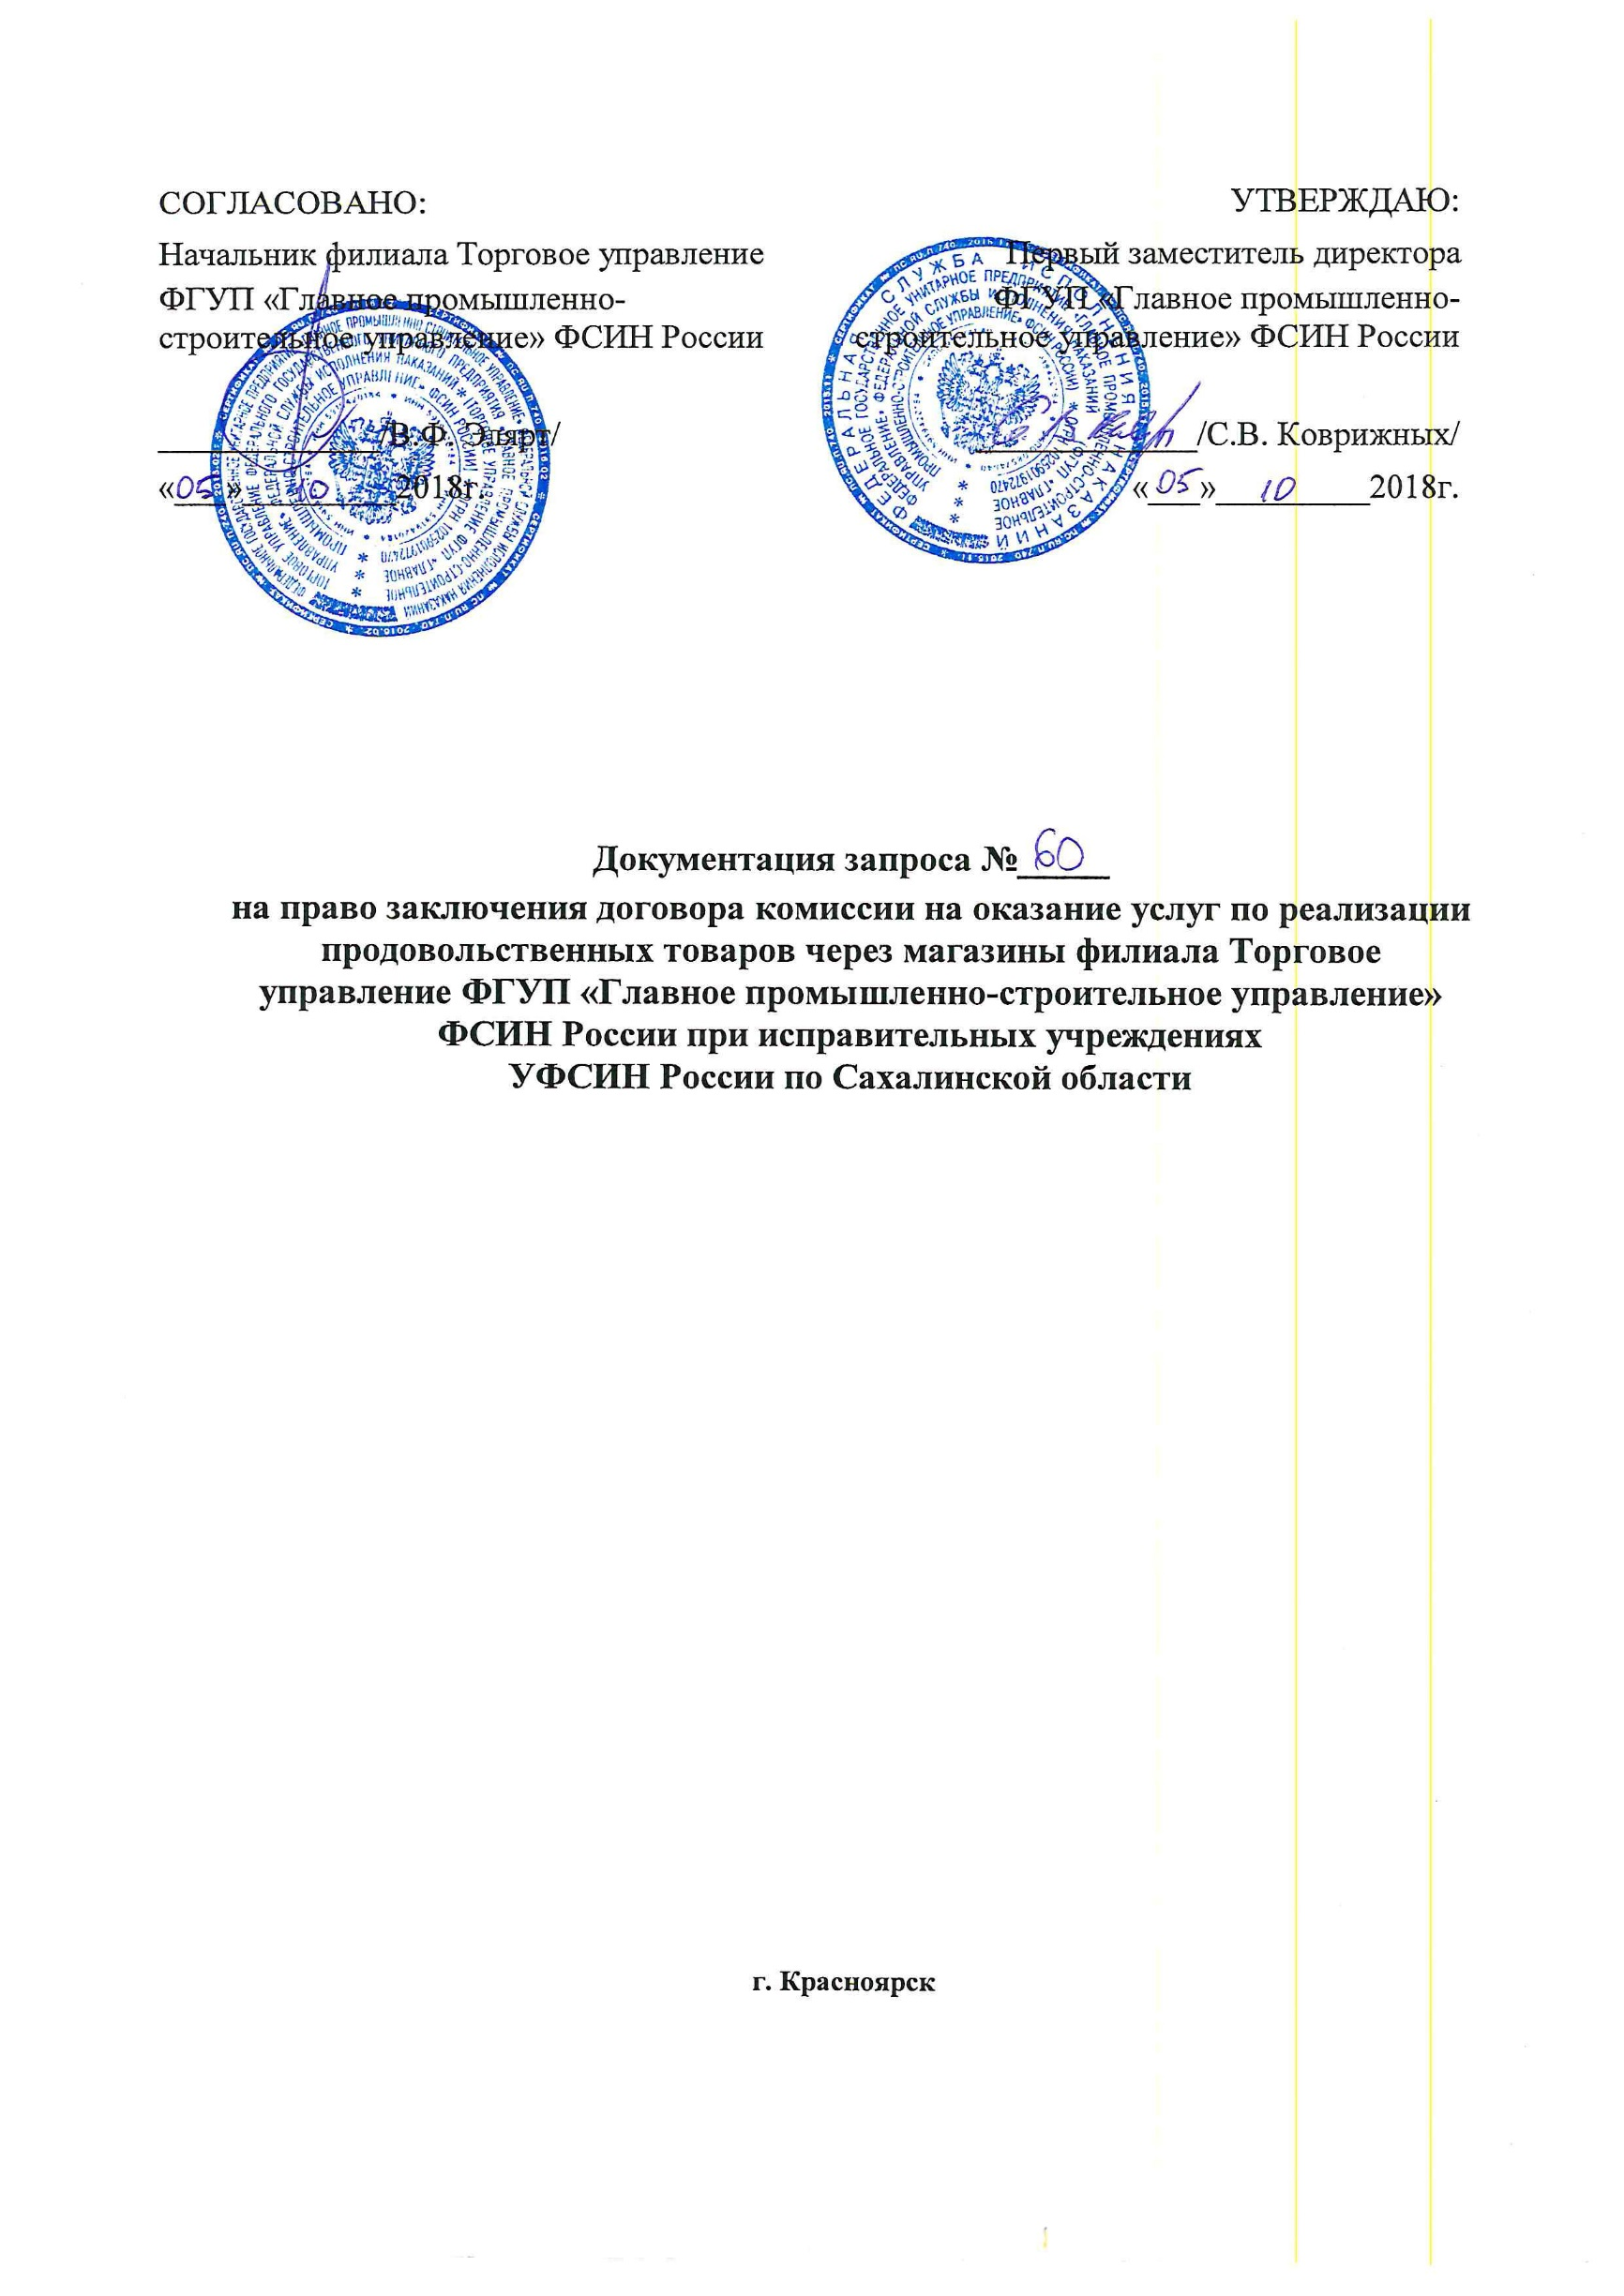 СОГЛАСОВАНО:
Начальник филиала Торговое управление
ФГУП «Главное промышленно-
строительное управление» ФСИН России
/В.Ф. Элярт/
«05» 10 2018г.
УТВЕРЖДАЮ:
Первый заместитель директора
ФГУП «Главное промышленно-
строительное управление» ФСИН России
/С.В. Коврижных/
«05» 10 2018г.
Документация запроса № 60
на право заключения договора комиссии на оказание услуг по реализации
продовольственных товаров через магазины филиала Торговое
управление ФГУП «Главное промышленно-строительное управление»
ФСИН России при исправительных учреждениях
УФСИН России по Сахалинской области
г. Красноярск